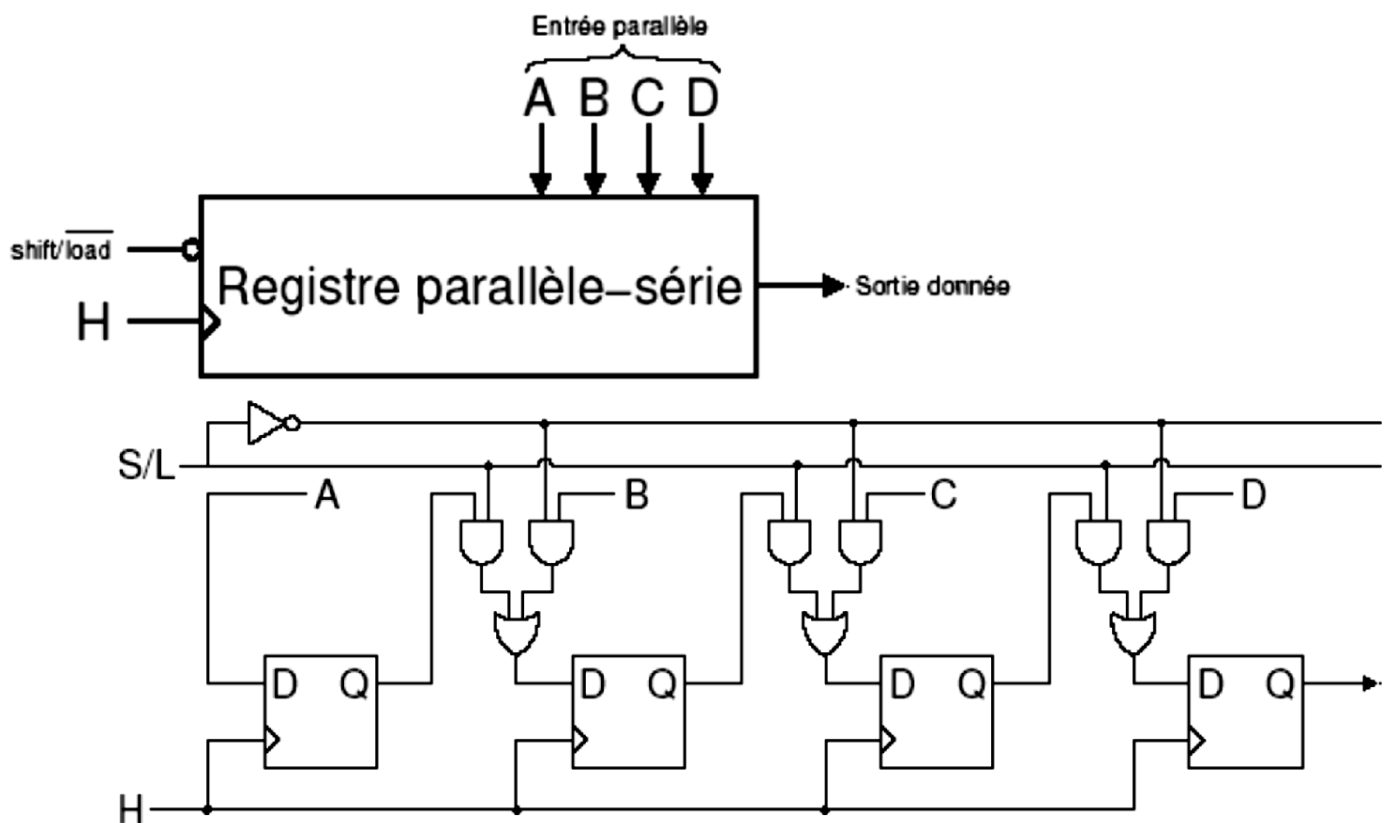 Entrée parallèle
A B C D
shift/load
Registre parallèle-série
Sortie donnée
H
S/L
A
B
C
D
D Q
D Q
D Q
D Q
H